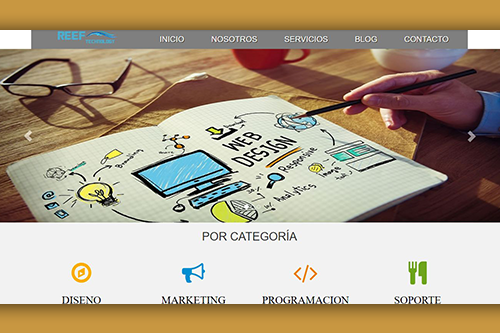 REEF
INICIO NOSOTROS SERVICIOS BLOG CONTACTO
Branding
WEB
DESIGN
Responsive
Analytics
POR CATEGORÍA
DISENO MARKETING PROGRAMACION SOPORTE